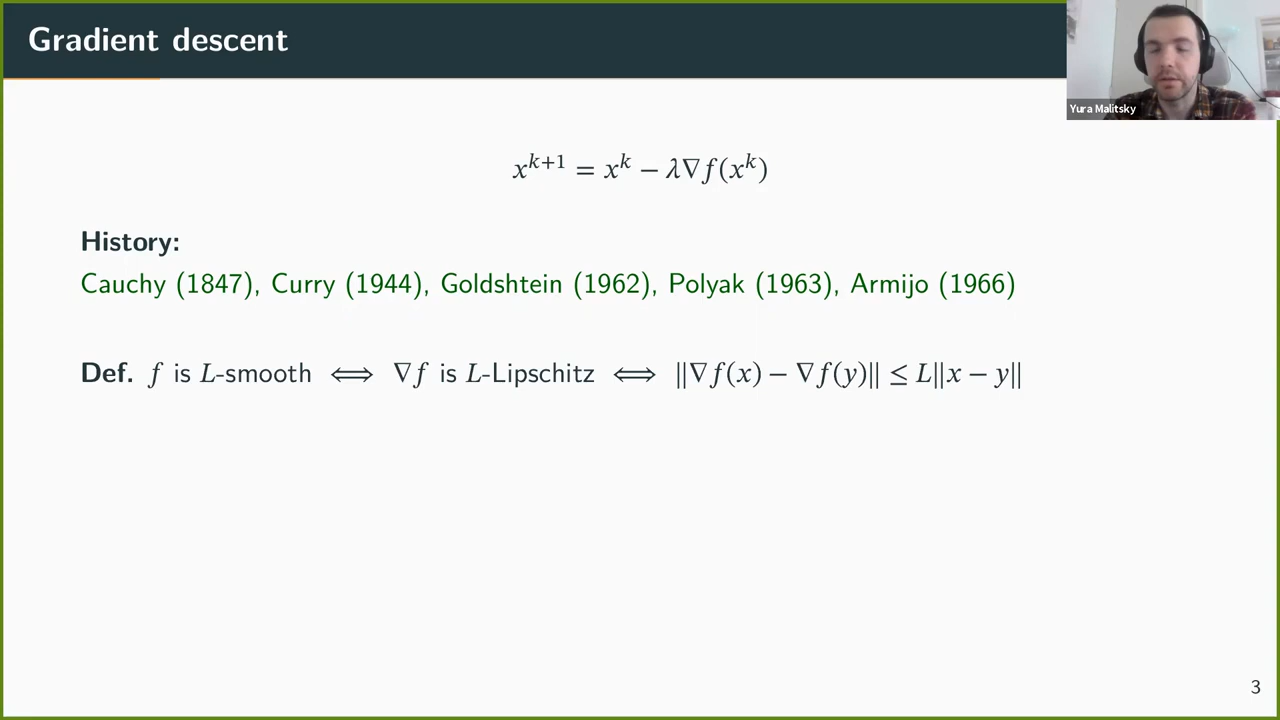 Gradient descent
Yura Malitsky
x^{k+1} = x^k − λ∇f(x^k)
History:
Cauchy (1847), Curry (1944), Goldshtein (1962), Polyak (1963), Armijo (1966)
Def. f is L-smooth ⟺ ∇f is L-Lipschitz ⟺ ‖∇f(x) − ∇f(y)‖ ≤ L‖x − y‖
3